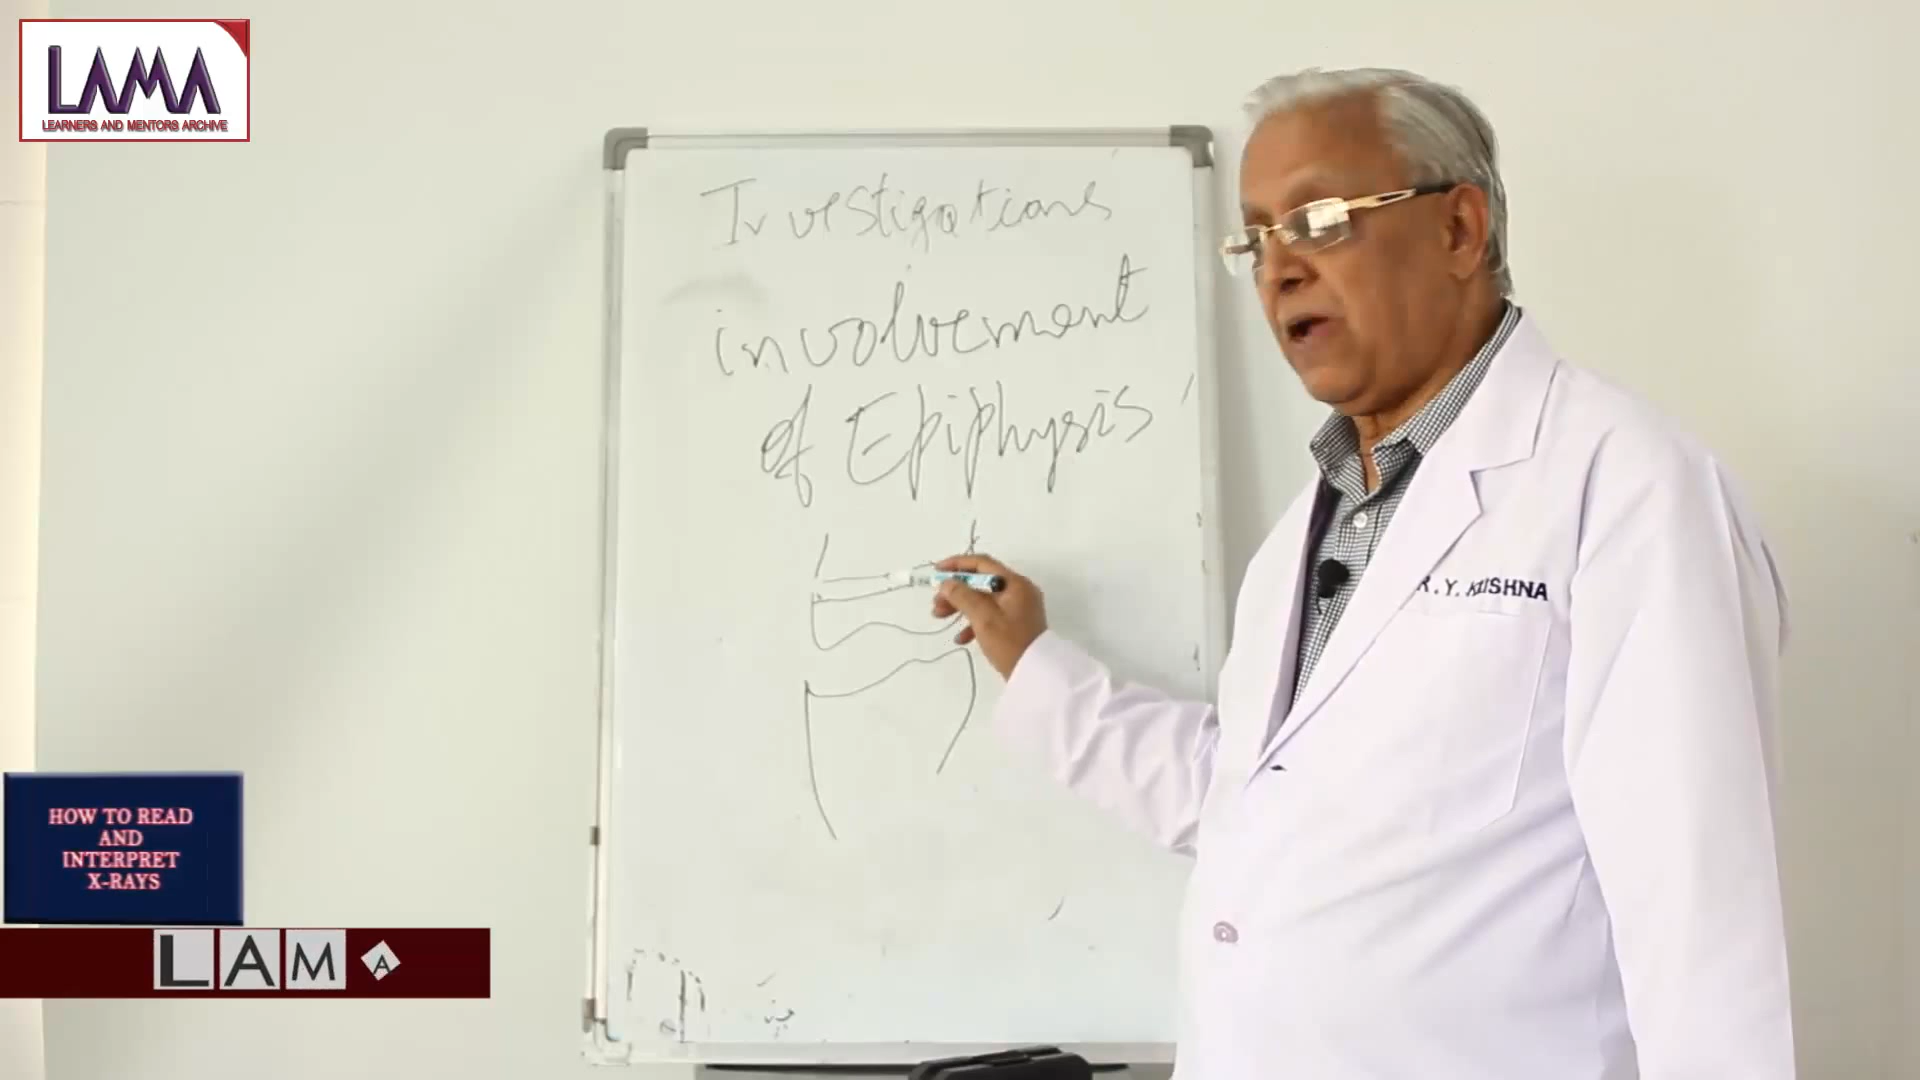 LAMA
LEARNERS AND MENTORS ARCHIVE
Investigations
involvement
of Epiphysis
R. Y. KRISHNA
HOW TO READ
AND
INTERPRET
X-RAYS
LAMA